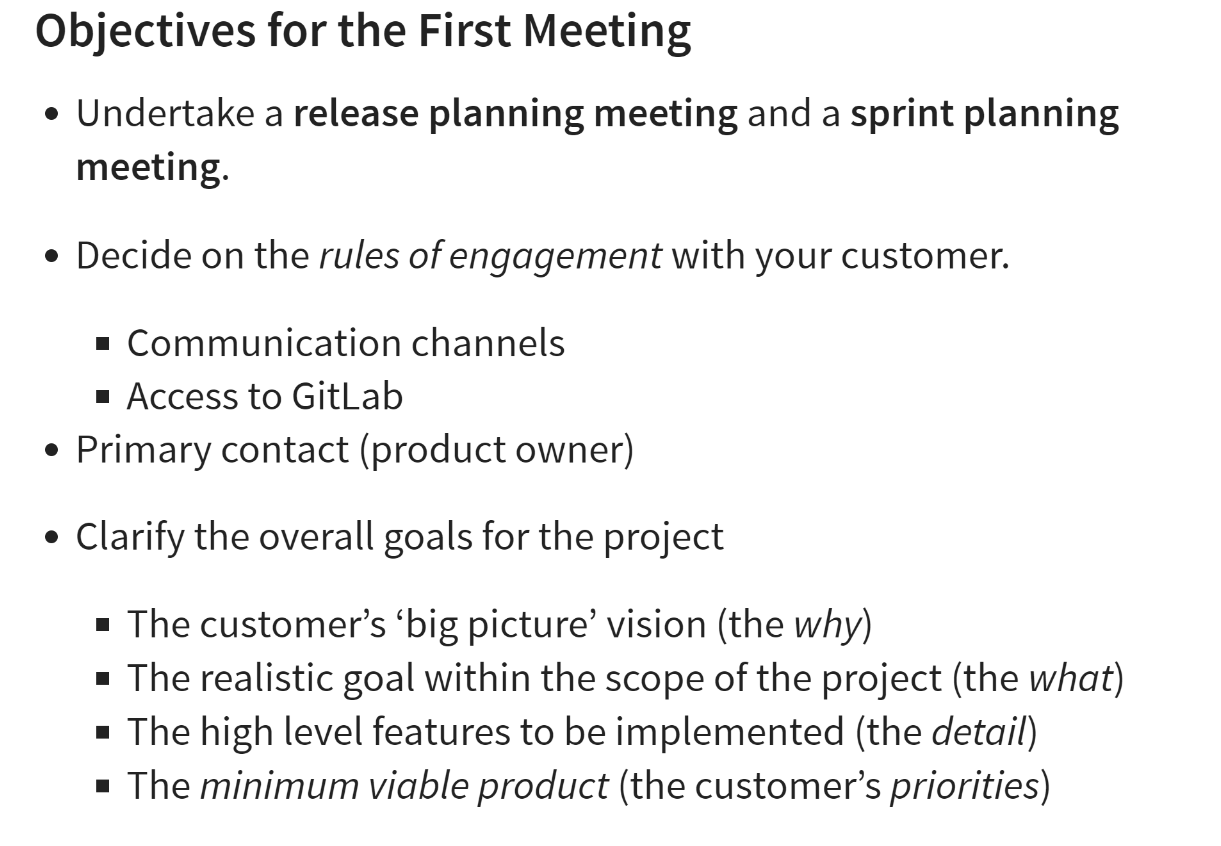 Objectives for the First Meeting
• Undertake a release planning meeting and a sprint planning
meeting.
• Decide on the rules of engagement with your customer.
▪ Communication channels
▪ Access to GitLab
• Primary contact (product owner)
• Clarify the overall goals for the project
▪ The customer’s ‘big picture’ vision (the why)
▪ The realistic goal within the scope of the project (the what)
▪ The high level features to be implemented (the detail)
▪ The minimum viable product (the customer’s priorities)